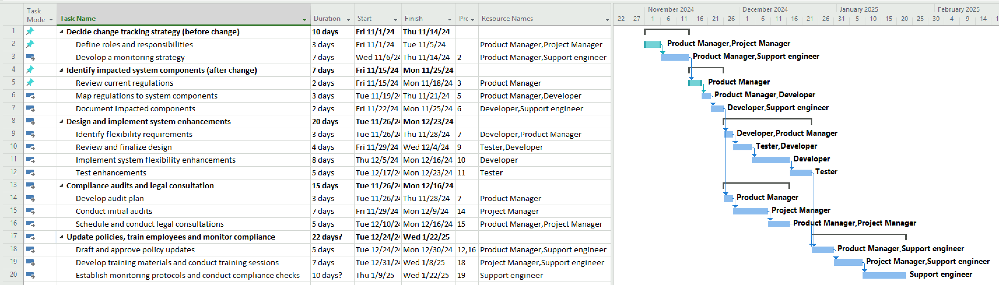 Task Mode Task Name Duration Start Finish Pre Resource Names
November 2024 December 2024 January 2025 February 2025
22 27 1 6 11 16 21 26 1 6 11 16 21 26 31 5 10 15 20 25 30 4 9 14 1
1 Decide change tracking strategy (before change) 10 days Fri 11/1/24 Thu 11/14/24
2 Define roles and responsibilities 3 days Fri 11/1/24 Tue 11/5/24 Product Manager,Project Manager Product Manager,Project Manager
3 Devolop a monitoring strategy 7 days Wed 11/6/24 Thu 11/14/24 2 Product Manager,Support engineer Product Manager,Support engineer
4 Identify impacted system components (after change) 7 days Fri 11/15/24 Mon 11/25/24
5 Review current regulations 2 days Fri 11/15/24 Mon 11/18/24 3 Product Manager Product Manager
6 Map regulations to system components 3 days Tue 11/19/24 Thu 11/21/24 5 Product Manager,Developer Product Manager,Developer
7 Document impacted components 2 days Fri 11/22/24 Mon 11/25/24 6 Developer,Support engineer Developer,Support engineer
8 Design and implement system enhancements 20 days Tue 11/26/24 Mon 12/23/24
9 Identify flexibility requirements 3 days Tue 11/26/24 Thu 11/28/24 7 Developer,Product Manager Developer,Product Manager
10 Review and finalize design 4 days Fri 11/29/24 Wed 12/4/24 9 Tester,Developer Tester,Developer
11 Implement system flexibility enhancements 8 days Thu 12/5/24 Mon 12/16/24 10 Developer Developer
12 Test enhancements 5 days Tue 12/17/24 Mon 12/23/24 11 Tester Tester
13 Compliance audits and legal consultation 15 days Tue 11/26/24 Mon 12/16/24
14 Develop audit plan 3 days Tue 11/26/24 Thu 11/28/24 7 Product Manager Product Manager
15 Conduct initial audits 7 days Fri 11/29/24 Mon 12/9/24 14 Project Manager Project Manager
16 Schedule and conduct legal consultations 5 days Tue 12/10/24 Mon 12/16/24 15 Product Manager,Project Manager Product Manager,Project Manager
17 Update policies, train employees and monitor compliance 22 days? Tue 12/24/24 Wed 1/22/25
18 Draft and approve policy updates 5 days Tue 12/24/24 Mon 12/30/24 12,16 Product Manager,Support engineer Product Manager,Support engineer
19 Develop training materials and conduct training sessions 7 days Tue 12/31/24 Wed 1/8/25 18 Project Manager,Support engineer Project Manager,Support engineer
20 Establish monitoring protocols and conduct compliance checks 10 days? Thu 1/9/25 Wed 1/22/25 19 Support engineer Support engineer